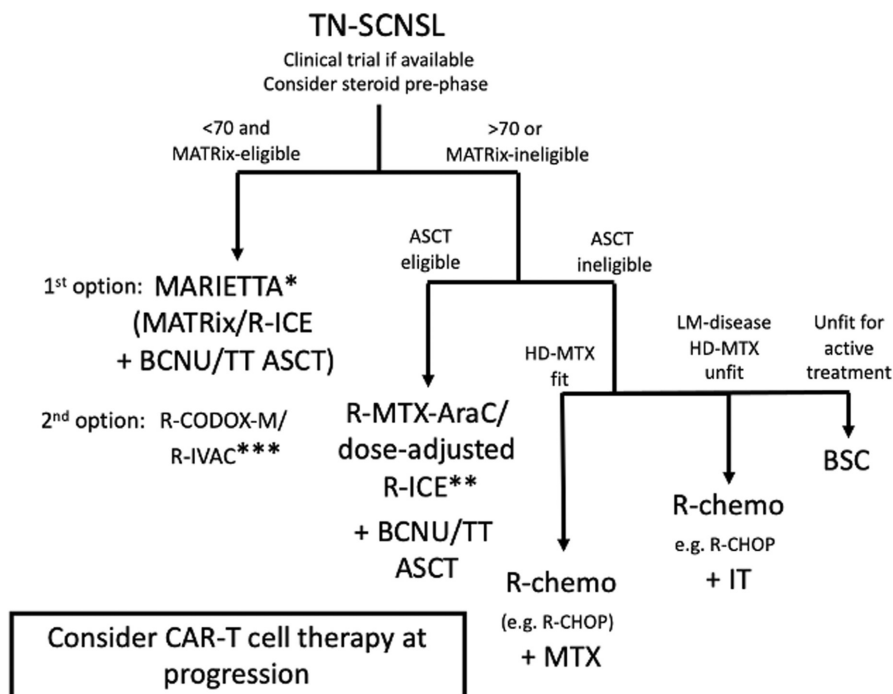 TN-SCNSL
Clinical trial if available
Consider steroid pre-phase
<70 and
MATRix-eligible
>70 or
MATRix-ineligible
ASCT
eligible
ASCT
ineligible
1st option: MARIETTA*
(MATRix/R-ICE
+ BCNU/TT ASCT)
2nd option: R-CODOX-M/
R-IVAC***
R-MTX-AraC/
dose-adjusted
R-ICE**
+ BCNU/TT
ASCT
HD-MTX
fit
LM-disease
HD-MTX
unfit
Unfit for
active
treatment
R-chemo
(e.g. R-CHOP)
+ MTX
R-chemo
e.g. R-CHOP
+ IT
BSC
Consider CAR-T cell therapy at
progression